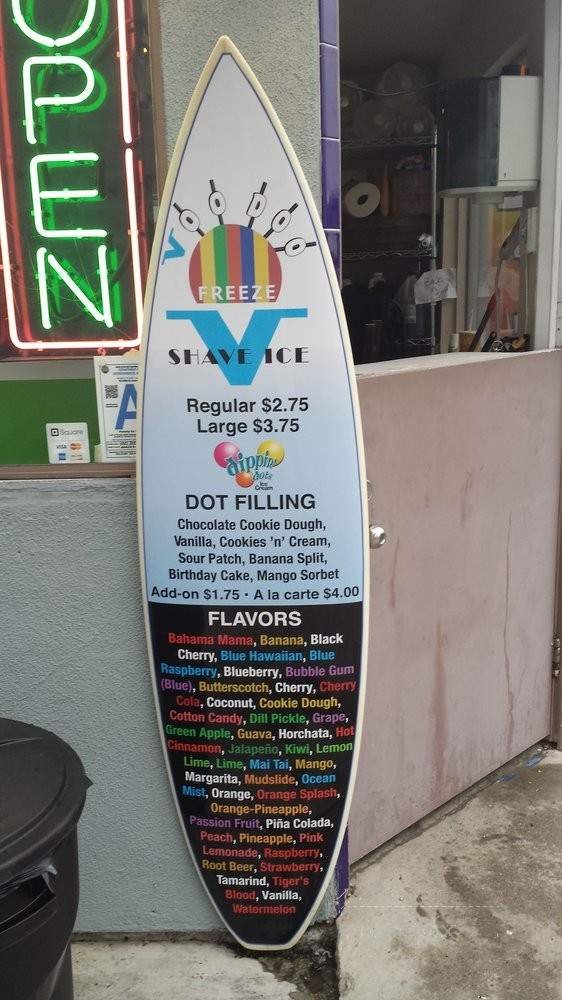 OPEN
VOODOO
V
FREEZE
V
SHAVE ICE
Regular $2.75
Large $3.75
dippin'
dots
Ice
Cream
DOT FILLING
Chocolate Cookie Dough,
Vanilla, Cookies 'n' Cream,
Sour Patch, Banana Split,
Birthday Cake, Mango Sorbet
Add-on $1.75 · A la carte $4.00
FLAVORS
Bahama Mama, Banana, Black
Cherry, Blue Hawaiian, Blue
Raspberry, Blueberry, Bubble Gum
(Blue), Butterscotch, Cherry, Cherry
Cola, Coconut, Cookie Dough,
Cotton Candy, Dill Pickle, Grape,
Green Apple, Guava, Horchata, Hot
Cinnamon, Jalapeño, Kiwi, Lemon
Lime, Lime, Mai Tai, Mango,
Margarita, Mudslide, Ocean
Mist, Orange, Orange Splash,
Orange-Pineapple,
Passion Fruit, Piña Colada,
Peach, Pineapple, Pink
Lemonade, Raspberry,
Root Beer, Strawberry,
Tamarind, Tiger's
Blood, Vanilla,
Watermelon
Square
VISA
A